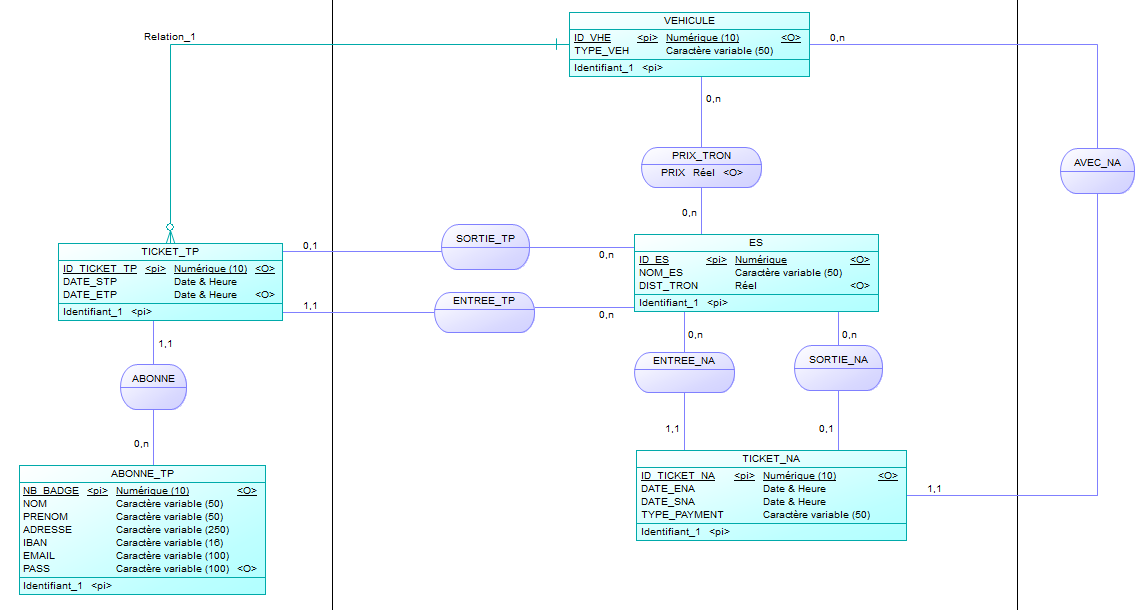 VEHICULE
ID_VHE <pi> Numérique (10) <O>
TYPE_VEH Caractère variable (50)
Identifiant_1 <pi>
Relation_1
0,n
0,n
PRIX_TRON
PRIX Réel <O>
0,n
AVEC_NA
TICKET_TP
ID_TICKET_TP <pi> Numérique (10) <O>
DATE_STP Date & Heure
DATE_ETP Date & Heure <O>
Identifiant_1 <pi>
0,1
SORTIE_TP
0,n
1,1
ENTREE_TP
0,n
ES
ID_ES <pi> Numérique <O>
NOM_ES Caractère variable (50)
DIST_TRON Réel <O>
Identifiant_1 <pi>
1,1
ABONNE
0,n
0,n
0,n
ENTREE_NA
SORTIE_NA
1,1
0,1
ABONNE_TP
NB_BADGE <pi> Numérique (10) <O>
NOM Caractère variable (50)
PRENOM Caractère variable (50)
ADRESSE Caractère variable (250)
IBAN Caractère variable (16)
EMAIL Caractère variable (100)
PASS Caractère variable (100) <O>
Identifiant_1 <pi>
TICKET_NA
ID_TICKET_NA <pi> Numérique (10) <O>
DATE_ENA Date & Heure
DATE_SNA Date & Heure
TYPE_PAYMENT Caractère variable (50)
Identifiant_1 <pi>
1,1